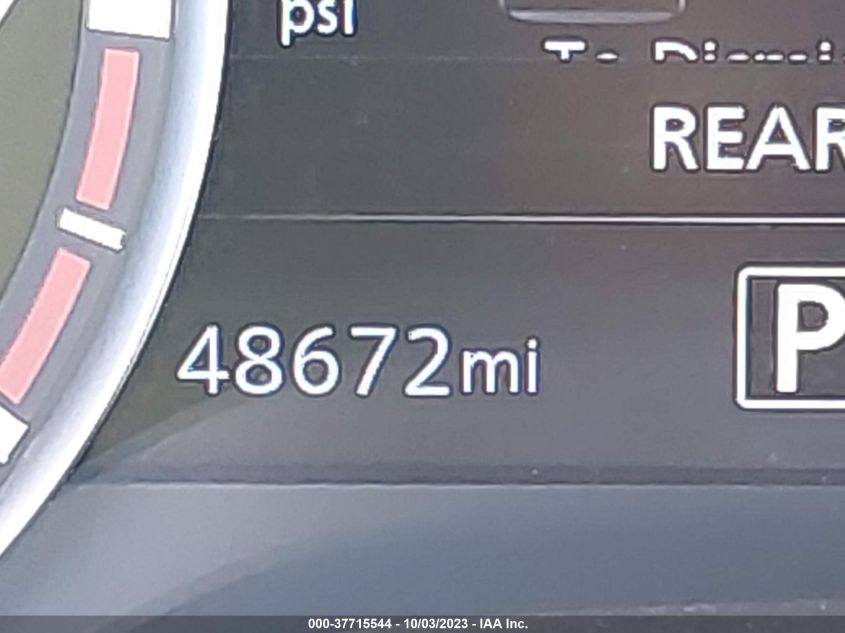 psi
REAR
P
48672mi
000-37715544 - 10/03/2023 - IAA Inc.